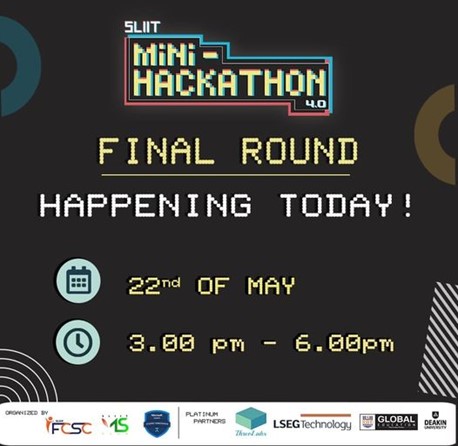 SLIIT
MiNi -
HACKATHON
4.0
FINAL ROUND
HAPPENING TODAY!
22nd OF MAY
3.00 pm - 6.00pm
ORGANIZED BY
FCSC
PLATINUM
PARTNERS
LSEG Technology
GLOBAL
EDUCATION
DEAKIN
UNIVERSITY